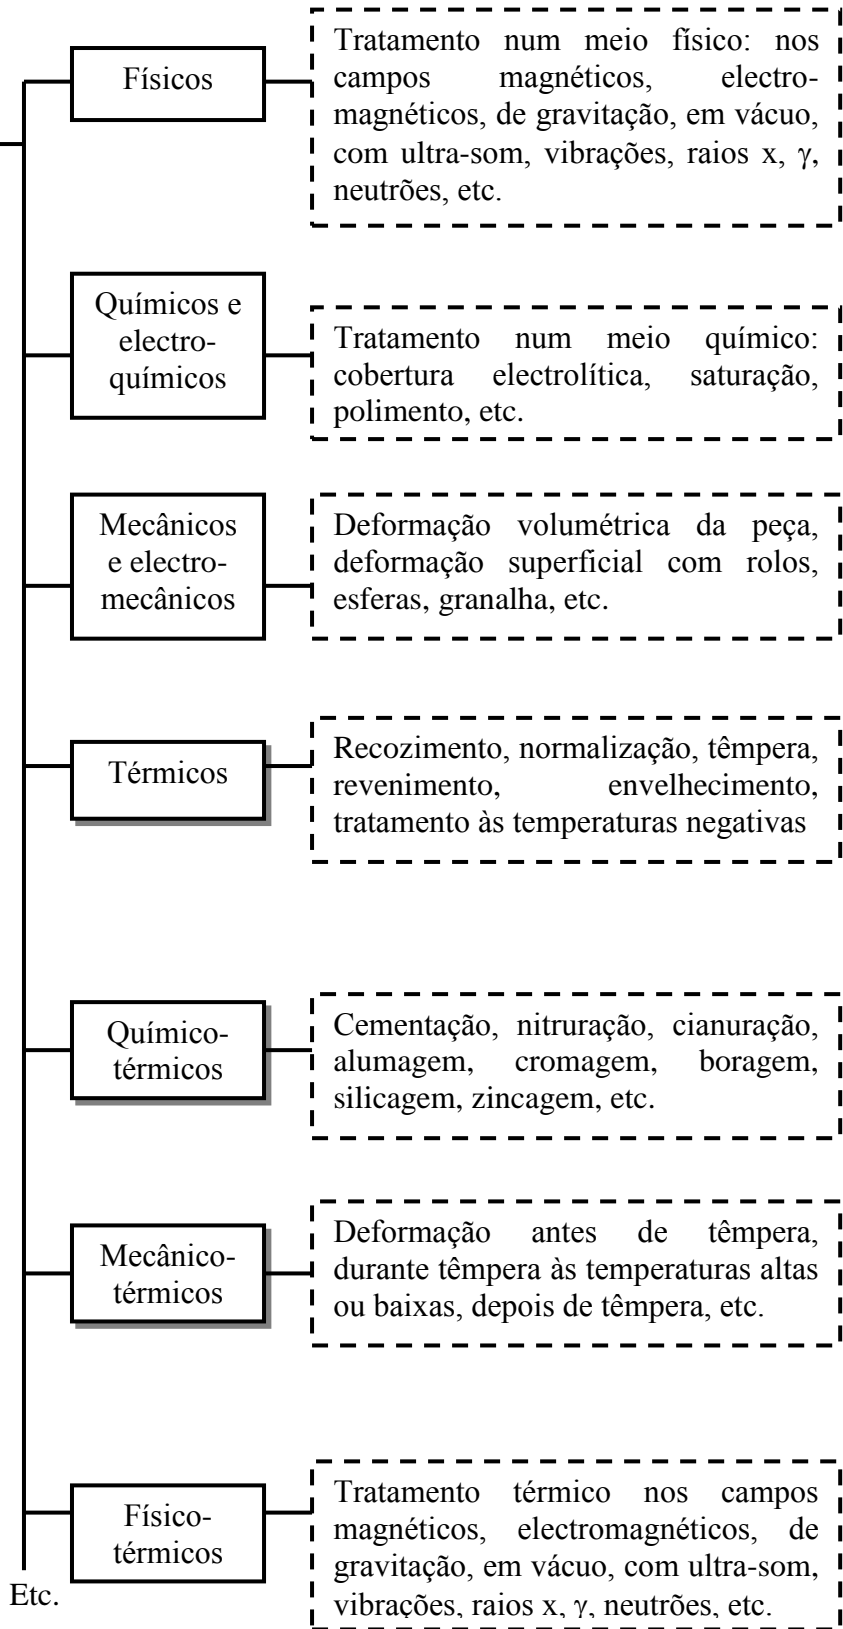 Físicos
Tratamento num meio físico: nos
campos magnéticos, electro-
magnéticos, de gravitação, em vácuo,
com ultra-som, vibrações, raios x, γ,
neutrões, etc.
Químicos e
electro-
químicos
Tratamento num meio químico:
cobertura electrolítica, saturação,
polimento, etc.
Mecânicos
e electro-
mecânicos
Deformação volumétrica da peça,
deformação superficial com rolos,
esferas, granalha, etc.
Térmicos
Recozimento, normalização, têmpera,
revenimento, envelhecimento,
tratamento às temperaturas negativas
Químico-
térmicos
Cementação, nitruração, cianuração,
alumagem, cromagem, boragem,
silicagem, zincagem, etc.
Mecânico-
térmicos
Deformação antes de têmpera,
durante têmpera às temperaturas altas
ou baixas, depois de têmpera, etc.
Físico-
térmicos
Tratamento térmico nos campos
magnéticos, electromagnéticos, de
gravitação, em vácuo, com ultra-som,
vibrações, raios x, γ, neutrões, etc.
Etc.